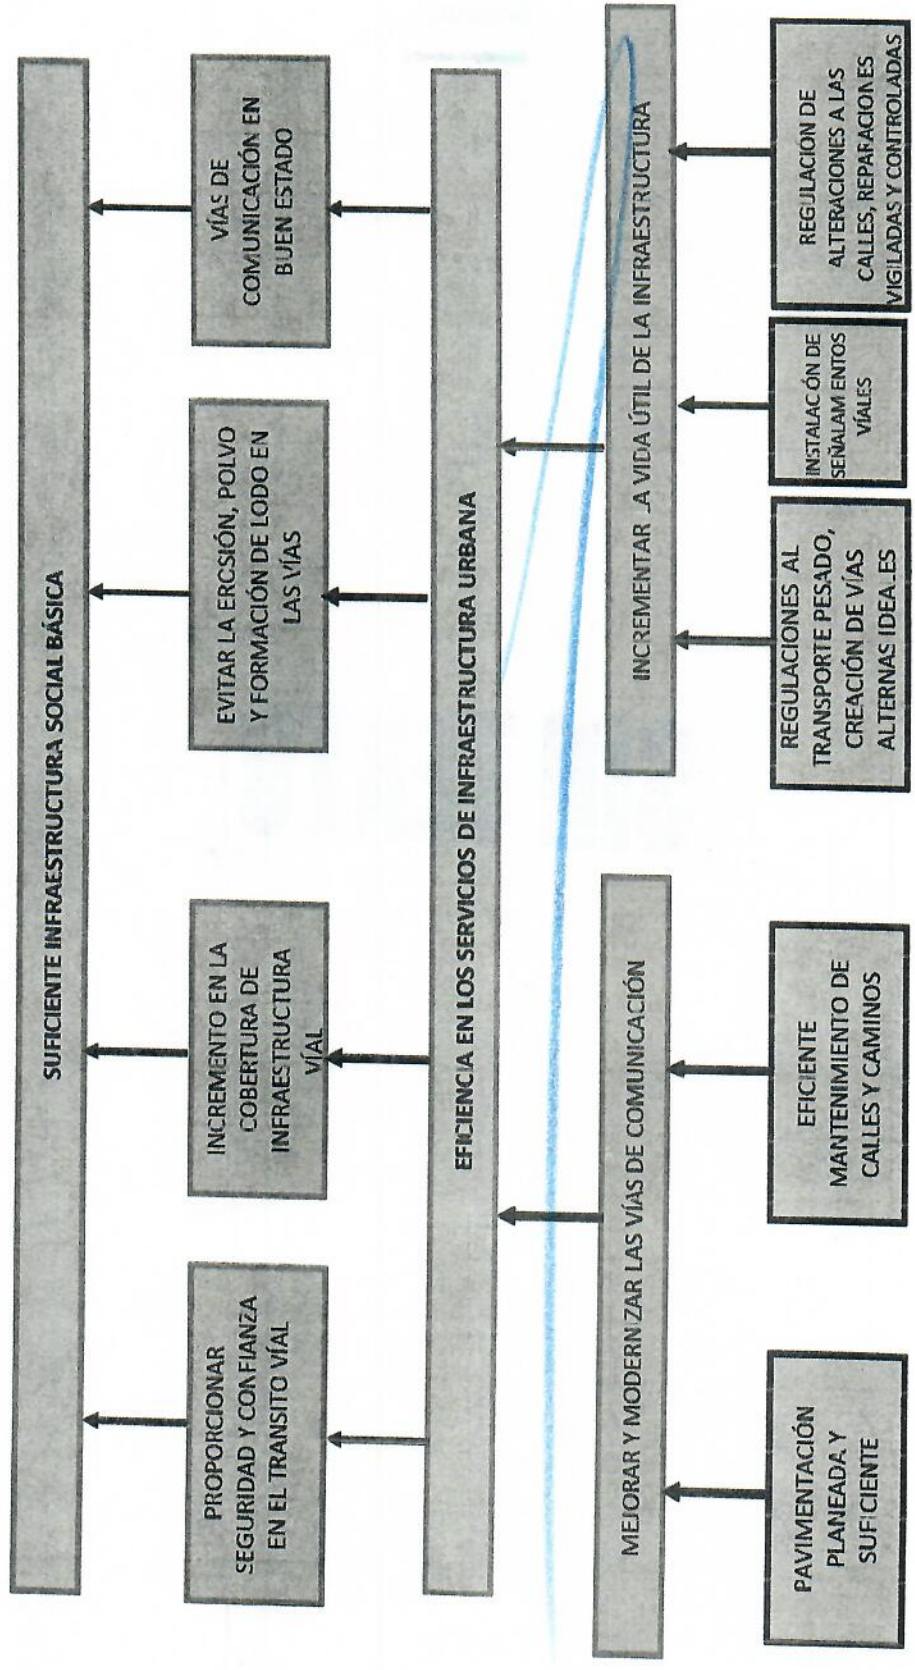 SUFICIENTE INFRAESTRUCTURA SOCIAL BÁSICA
PROPORCIONAR
SEGURIDAD Y CONFIANZA
EN EL TRANSITO VÍAL
INCREMENTO EN LA
COBERTURA DE
INFRAESTRUCTURA
VÍAL
EVITAR LA ERCSIÓN, POLVO
Y FORMACIÓN DE LODO EN
LAS VÍAS
VÍAS DE
COMUNICACIÓN EN
BUEN ESTADO
EFICIENCIA EN LOS SERVICIOS DE INFRAESTRUCTURA URBANA
MEJORAR Y MODERNIZAR LAS VÍAS DE COMUNICACIÓN
INCREMENTAR LA VIDA ÚTIL DE LA INFRAESTRUCTURA
PAVIMENTACIÓN
PLANEADA Y
SUFICIENTE
EFICIENTE
MANTENIMIENTO DE
CALLES Y CAMINOS
REGULACIONES AL
TRANSPORTE PESADO,
CREACIÓN DE VÍAS
ALTERNAS IDEALES
INSTALACIÓN DE
SEÑALAMIENTOS
VÍALES
REGULACIÓN DE
ALTERACIONES A LAS
CALLES, REPARACIONES
VIGILADAS Y CONTROLADAS